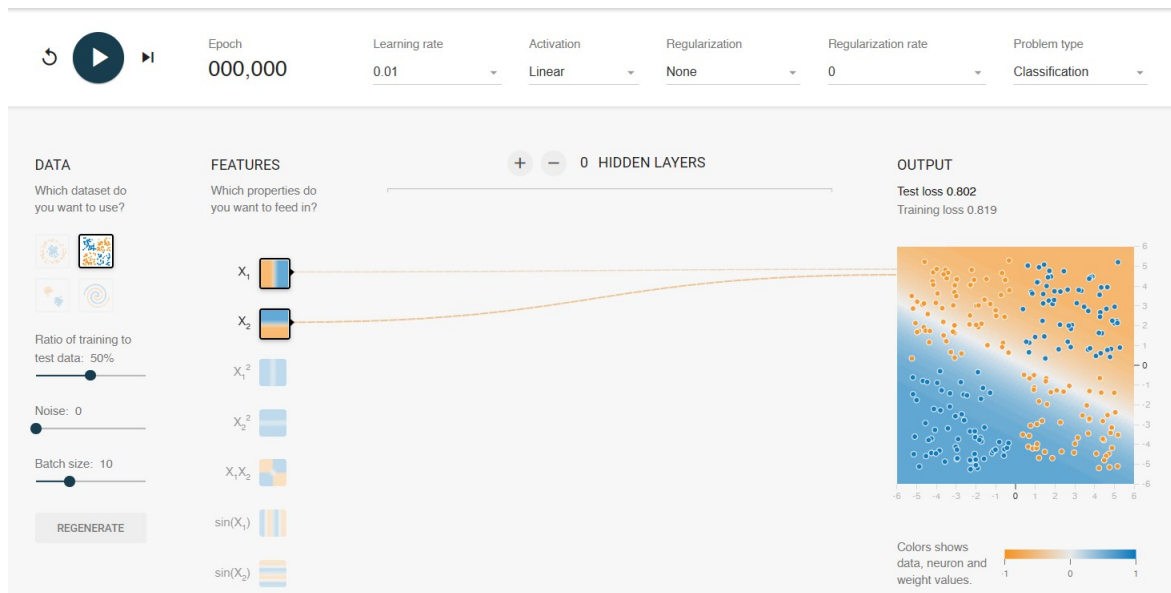 Epoch
000,000
Learning rate
0.01
Activation
Linear
Regularization
None
Regularization rate
0
Problem type
Classification
DATA
Which dataset do
you want to use?
Ratio of training to
test data: 50%
Noise: 0
Batch size: 10
REGENERATE
FEATURES
Which properties do
you want to feed in?
X₁
X₂
X₁²
X₂²
X₁X₂
sin(X₁)
sin(X₂)
+ − 0 HIDDEN LAYERS
OUTPUT
Test loss 0.802
Training loss 0.819
6
5
4
3
2
1
0
-1
-2
-3
-4
-5
-6
-6 -5 -4 -3 -2 -1 0 1 2 3 4 5 6
Colors shows
data, neuron and
weight values.
-1 0 1